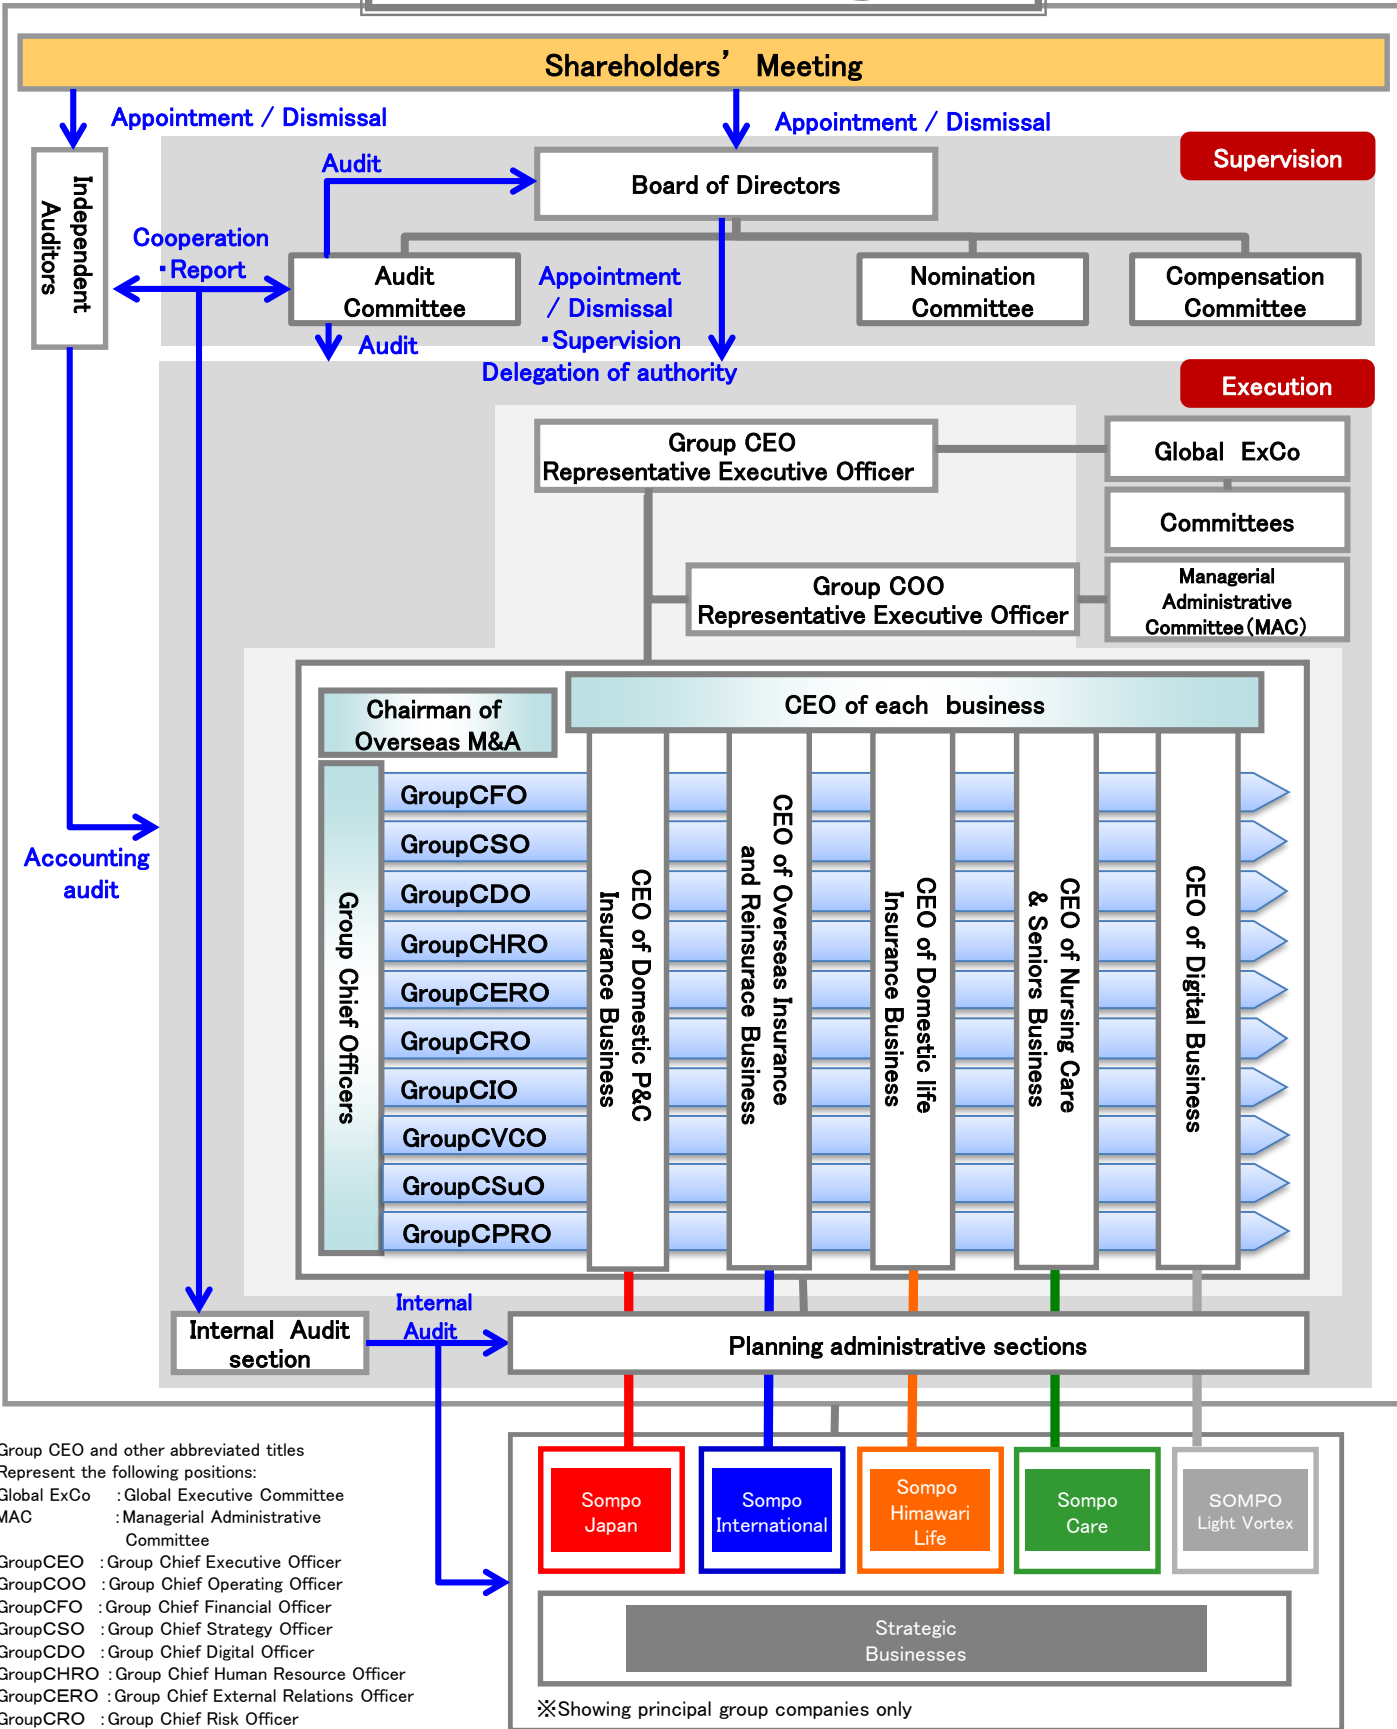 Shareholders’ Meeting
Appointment / Dismissal
Appointment / Dismissal
Supervision
Independent
Auditors
Audit
Board of Directors
Cooperation
・Report
Audit
Committee
Appointment
/ Dismissal
・Supervision
Delegation of authority
Nomination
Committee
Compensation
Committee
Audit
Execution
Group CEO
Representative Executive Officer
Global ExCo
Committees
Group COO
Representative Executive Officer
Managerial
Administrative
Committee(MAC)
Chairman of
Overseas M&A
CEO of each business
Group Chief Officers
GroupCFO
GroupCSO
GroupCDO
GroupCHRO
GroupCERO
GroupCRO
GroupCIO
GroupCVCO
GroupCSuO
GroupCPRO
CEO of Domestic P&C
Insurance Business
CEO of Overseas Insurance
and Reinsurace Business
CEO of Domestic life
Insurance Business
CEO of Nursing Care
& Seniors Business
CEO of Digital Business
Accounting
audit
Internal Audit
section
Internal
Audit
Planning administrative sections
Sompo
Japan
Sompo
International
Sompo
Himawari
Life
Sompo
Care
SOMPO
Light Vortex
Strategic
Businesses
※Showing principal group companies only
Group CEO and other abbreviated titles
Represent the following positions:
Global ExCo :Global Executive Committee
MAC :Managerial Administrative
Committee
GroupCEO :Group Chief Executive Officer
GroupCOO :Group Chief Operating Officer
GroupCFO :Group Chief Financial Officer
GroupCSO :Group Chief Strategy Officer
GroupCDO :Group Chief Digital Officer
GroupCHRO :Group Chief Human Resource Officer
GroupCERO :Group Chief External Relations Officer
GroupCRO :Group Chief Risk Officer